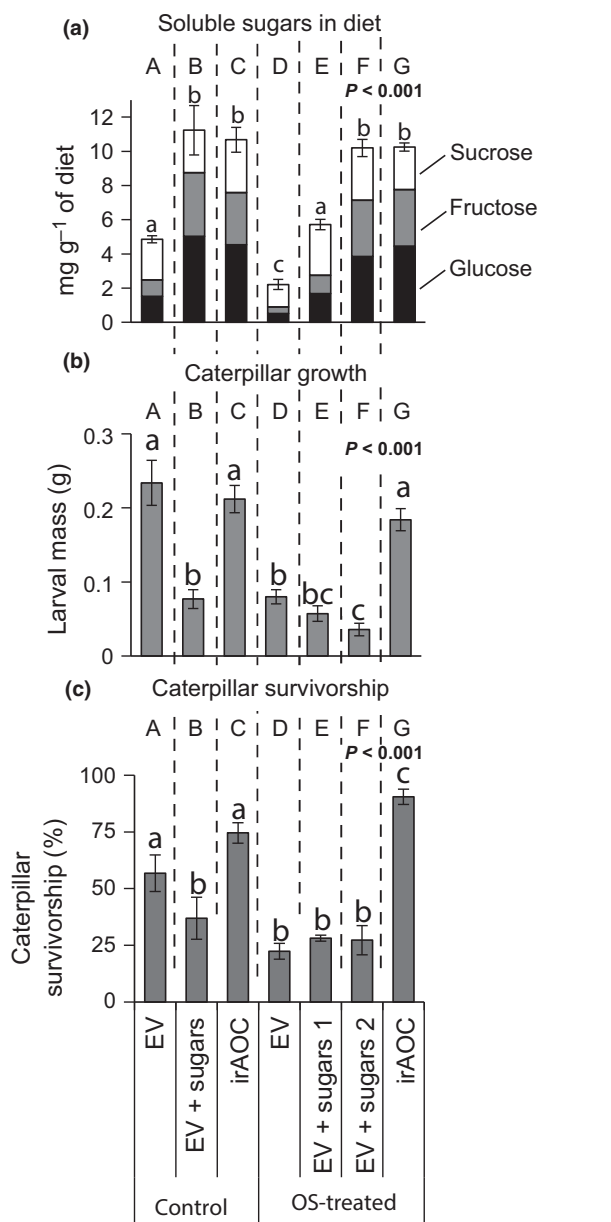 (a)
Soluble sugars in diet
A B C D E F G
P < 0.001
mg g–1 of diet
12
10
8
6
4
2
0
a b b c a b b
Sucrose
Fructose
Glucose
(b)
Caterpillar growth
A B C D E F G
P < 0.001
Larval mass (g)
0.3
0.2
0.1
0
a b a b bc c a
(c)
Caterpillar survivorship
A B C D E F G
P < 0.001
Caterpillar
survivorship (%)
100
75
50
25
0
a b a b b b c
EV
EV + sugars
irAOC
EV
EV + sugars 1
EV + sugars 2
irAOC
Control
OS-treated